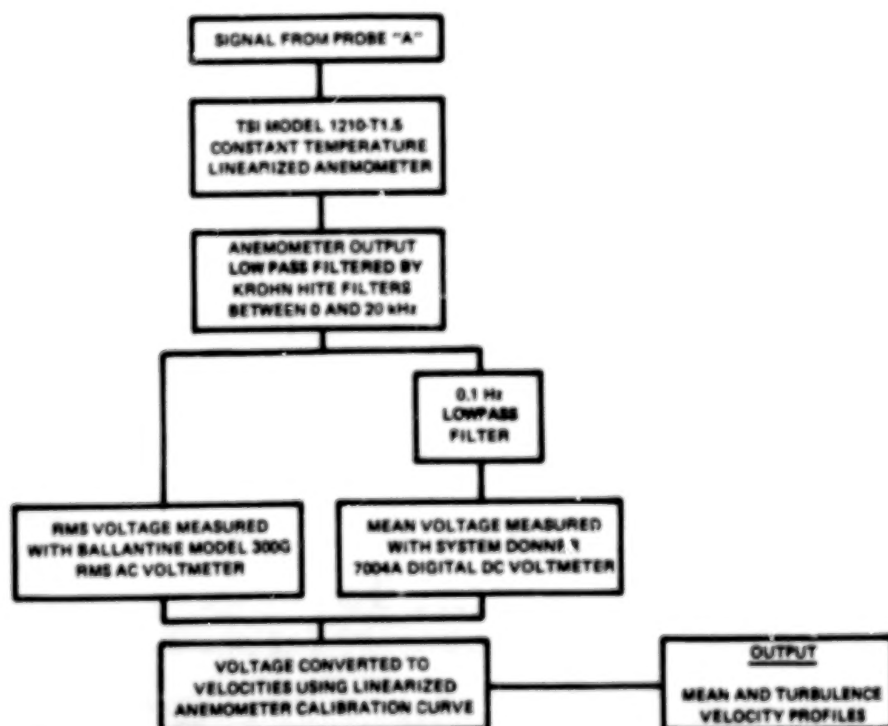 SIGNAL FROM PROBE "A"
TSI MODEL 1210-T1.5
CONSTANT TEMPERATURE
LINEARIZED ANEMOMETER
ANEMOMETER OUTPUT
LOW PASS FILTERED BY
KROHN HITE FILTERS
BETWEEN 0 AND 20 kHz
0.1 Hz
LOWPASS
FILTER
RMS VOLTAGE MEASURED
WITH BALLANTINE MODEL 300G
RMS AC VOLTMETER
MEAN VOLTAGE MEASURED
WITH SYSTEM DONNER
7004A DIGITAL DC VOLTMETER
VOLTAGE CONVERTED TO
VELOCITIES USING LINEARIZED
ANEMOMETER CALIBRATION CURVE
OUTPUT
MEAN AND TURBULENCE
VELOCITY PROFILES